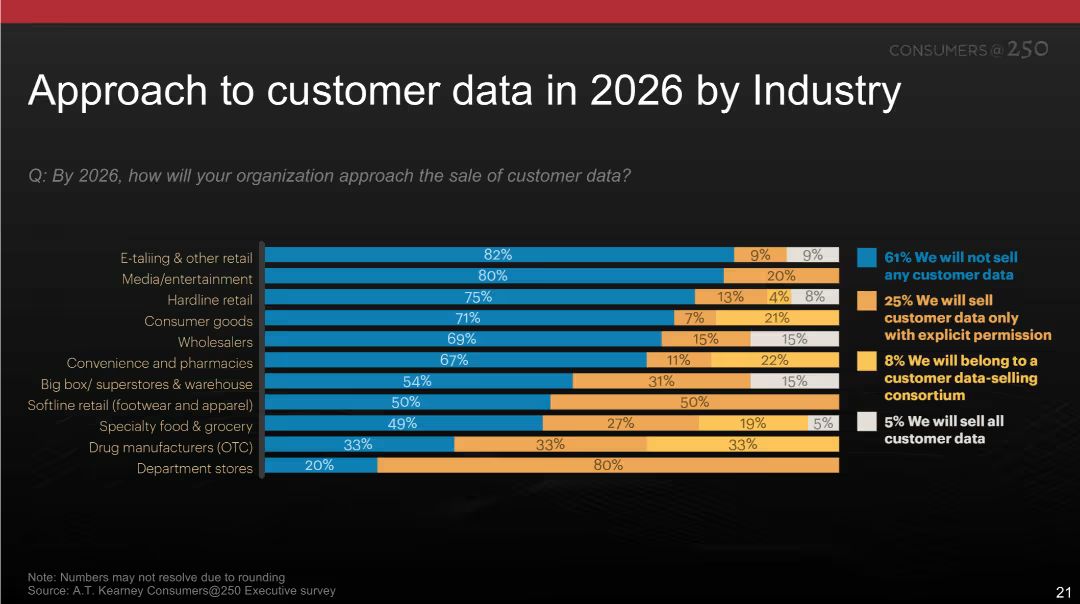 CONSUMERS@250
Approach to customer data in 2026 by Industry
Q: By 2026, how will your organization approach the sale of customer data?
E-taliing & other retail 82% 9% 9%
Media/entertainment 80% 20%
Hardline retail 75% 13% 4% 8%
Consumer goods 71% 7% 21%
Wholesalers 69% 15% 15%
Convenience and pharmacies 67% 11% 22%
Big box/ superstores & warehouse 54% 31% 15%
Softline retail (footwear and apparel) 50% 50%
Specialty food & grocery 49% 27% 19% 5%
Drug manufacturers (OTC) 33% 33% 33%
Department stores 20% 80%
61% We will not sell
any customer data
25% We will sell
customer data only
with explicit permission
8% We will belong to a
customer data-selling
consortium
5% We will sell all
customer data
Note: Numbers may not resolve due to rounding
Source: A.T. Kearney Consumers@250 Executive survey
21